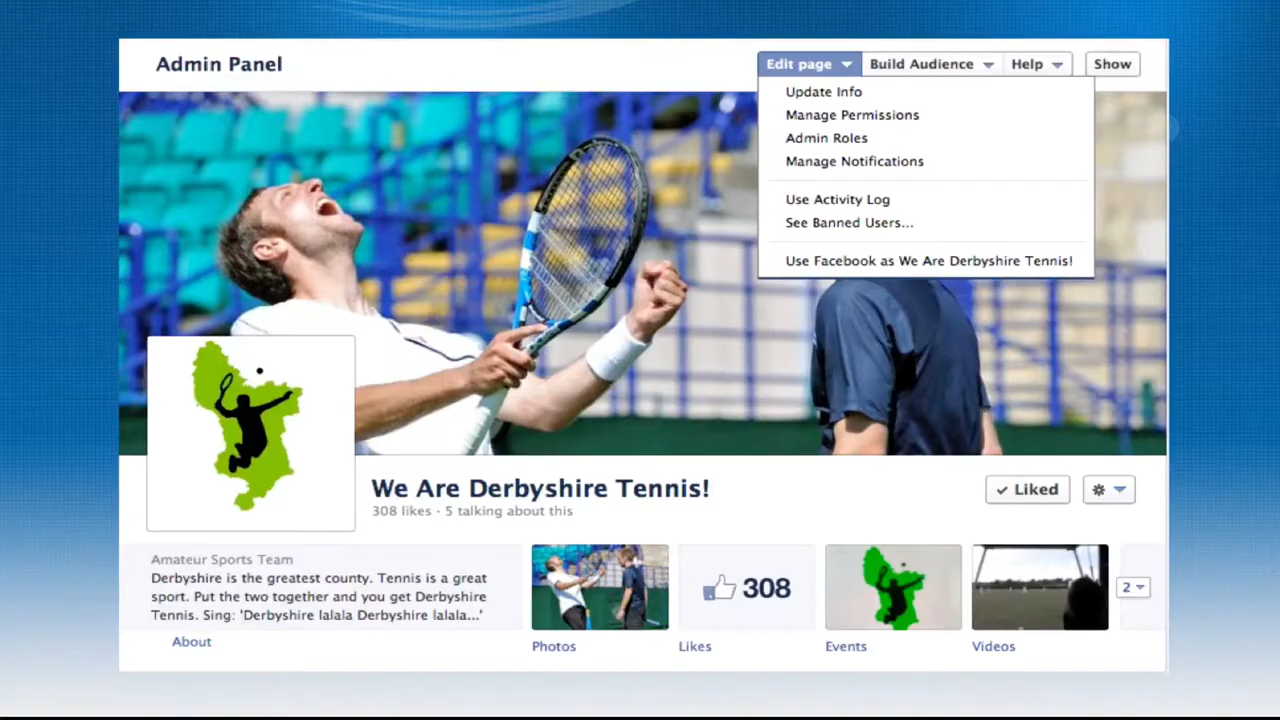 Admin Panel
Edit page Build Audience Help Show
Update Info
Manage Permissions
Admin Roles
Manage Notifications
Use Activity Log
See Banned Users...
Use Facebook as We Are Derbyshire Tennis!
We Are Derbyshire Tennis!
308 likes · 5 talking about this
Liked
Amateur Sports Team
Derbyshire is the greatest county. Tennis is a great
sport. Put the two together and you get Derbyshire
Tennis. Sing: 'Derbyshire lalala Derbyshire lalala...'
About
308
2
Photos Likes Events Videos